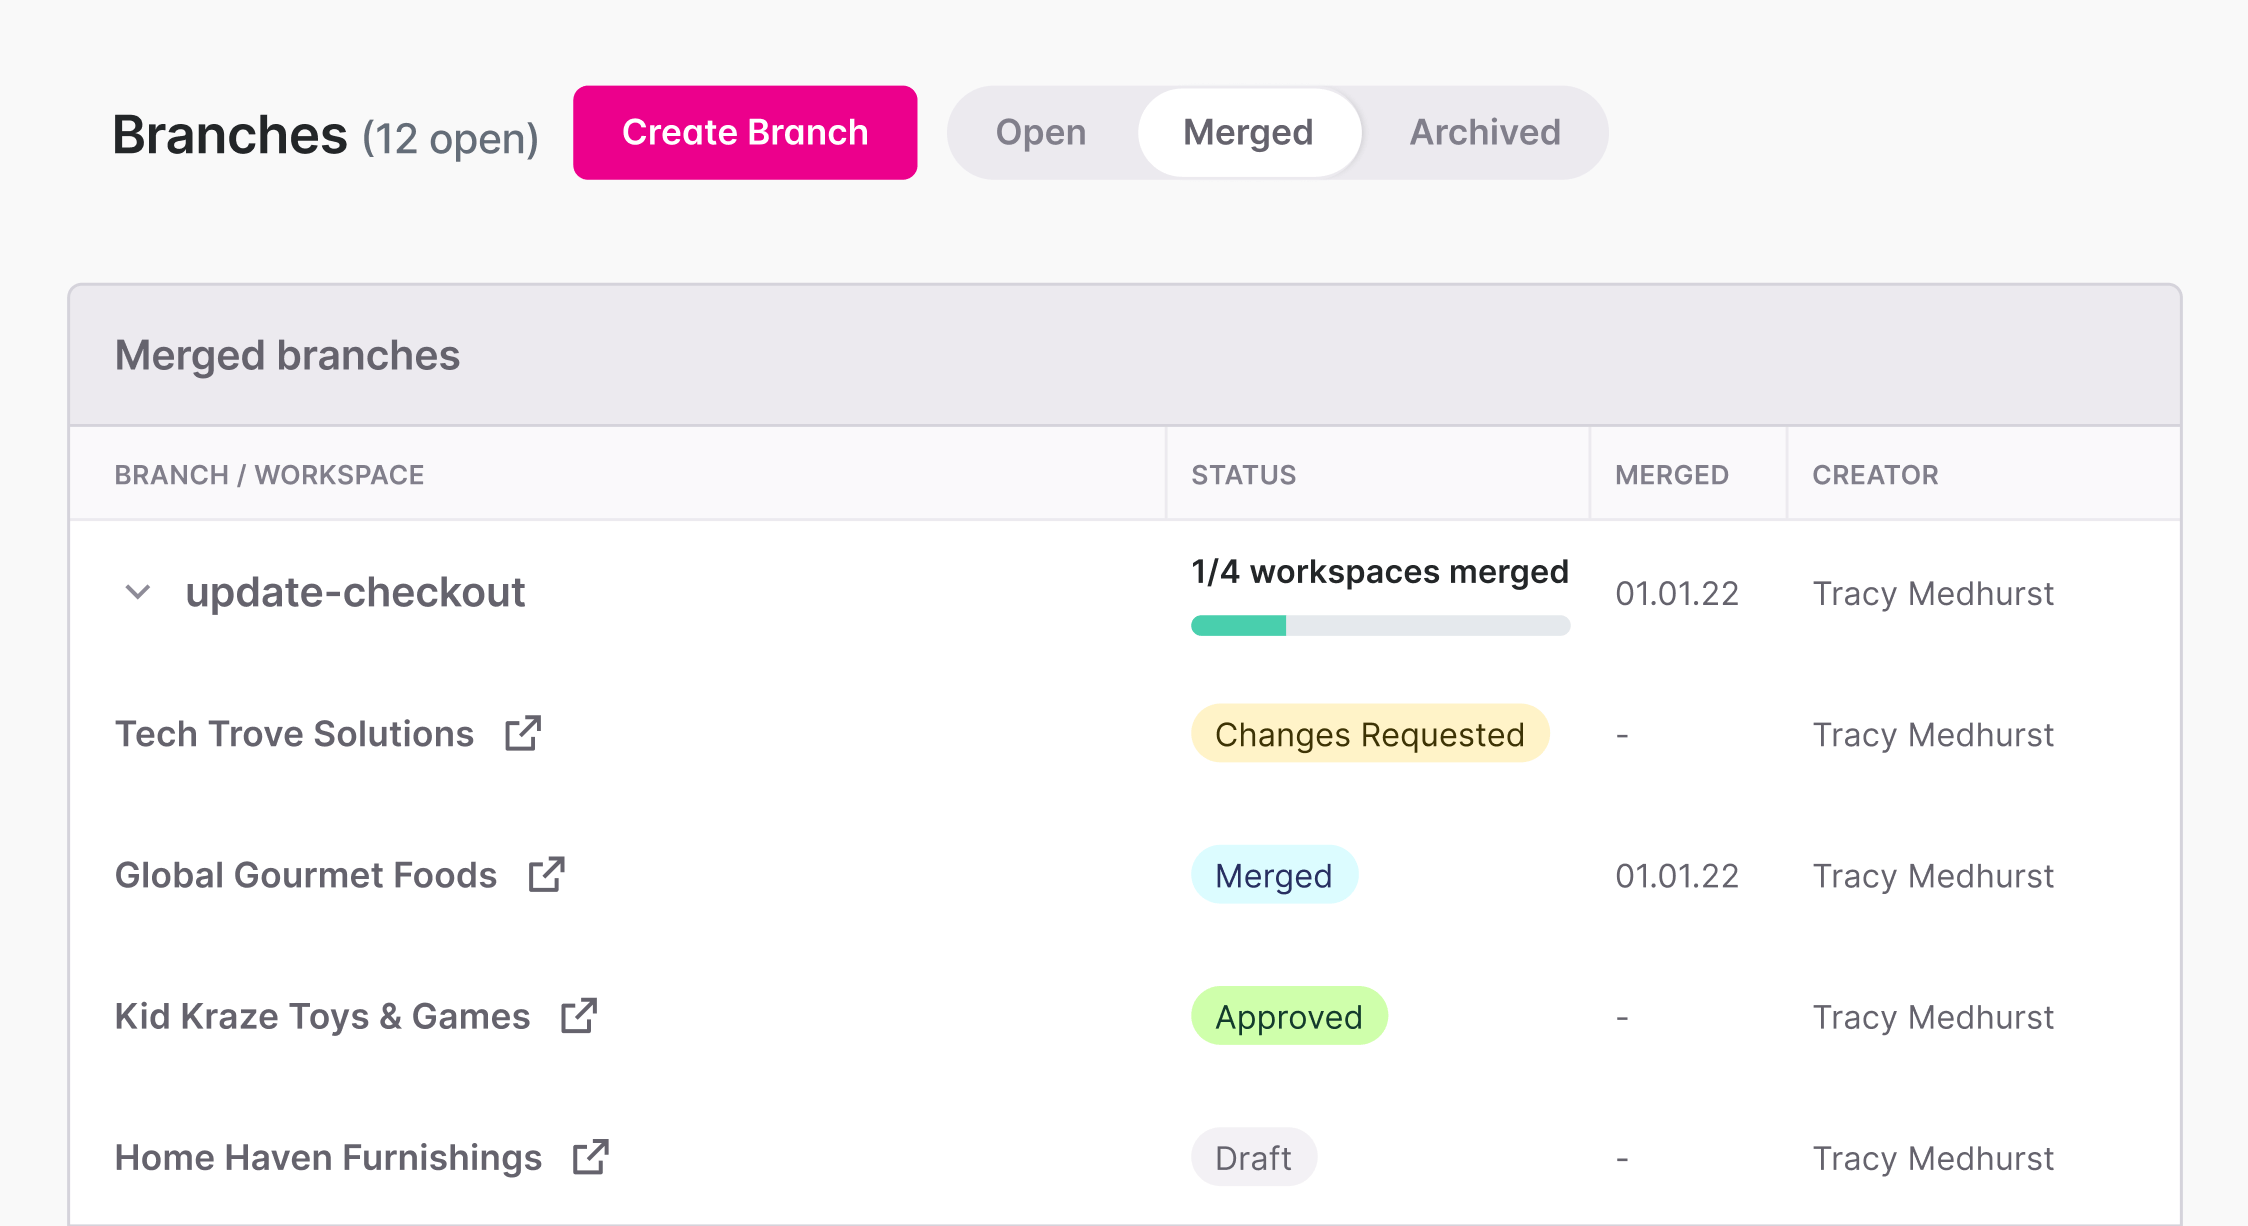 Branches (12 open) Create Branch Open Merged Archived
Merged branches
BRANCH / WORKSPACE STATUS MERGED CREATOR
update-checkout 1/4 workspaces merged 01.01.22 Tracy Medhurst
Tech Trove Solutions Changes Requested - Tracy Medhurst
Global Gourmet Foods Merged 01.01.22 Tracy Medhurst
Kid Kraze Toys & Games Approved - Tracy Medhurst
Home Haven Furnishings Draft - Tracy Medhurst